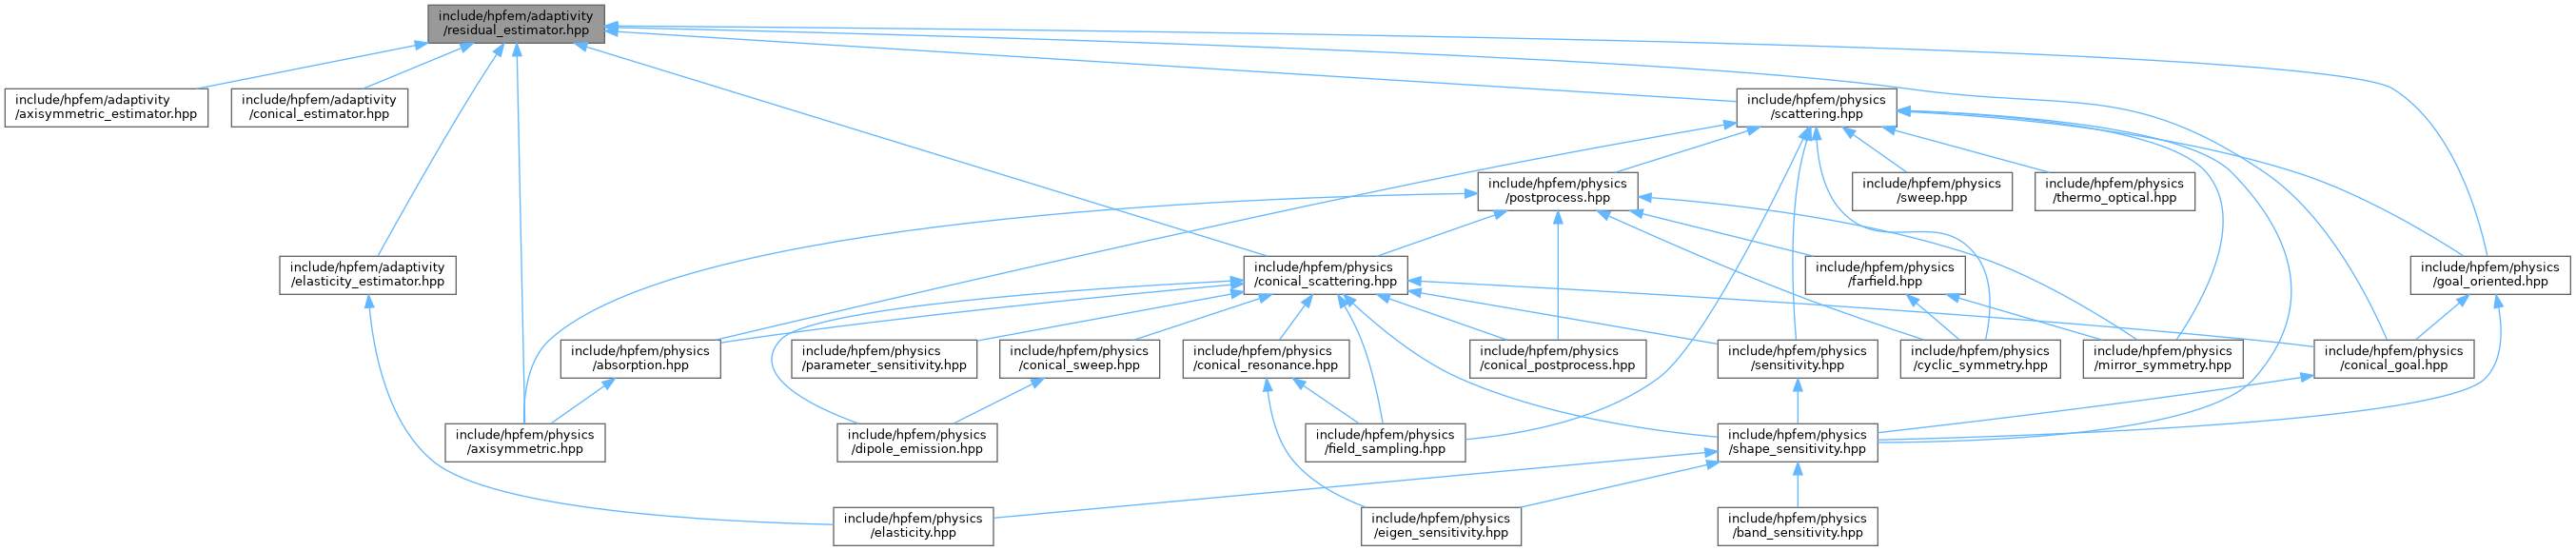 include/hpfem/adaptivity
/residual_estimator.hpp
include/hpfem/adaptivity
/axisymmetric_estimator.hpp
include/hpfem/adaptivity
/conical_estimator.hpp
include/hpfem/physics
/scattering.hpp
include/hpfem/physics
/postprocess.hpp
include/hpfem/physics
/sweep.hpp
include/hpfem/physics
/thermo_optical.hpp
include/hpfem/adaptivity
/elasticity_estimator.hpp
include/hpfem/physics
/conical_scattering.hpp
include/hpfem/physics
/farfield.hpp
include/hpfem/physics
/goal_oriented.hpp
include/hpfem/physics
/absorption.hpp
include/hpfem/physics
/parameter_sensitivity.hpp
include/hpfem/physics
/conical_sweep.hpp
include/hpfem/physics
/conical_resonance.hpp
include/hpfem/physics
/conical_postprocess.hpp
include/hpfem/physics
/sensitivity.hpp
include/hpfem/physics
/cyclic_symmetry.hpp
include/hpfem/physics
/mirror_symmetry.hpp
include/hpfem/physics
/conical_goal.hpp
include/hpfem/physics
/axisymmetric.hpp
include/hpfem/physics
/dipole_emission.hpp
include/hpfem/physics
/field_sampling.hpp
include/hpfem/physics
/shape_sensitivity.hpp
include/hpfem/physics
/elasticity.hpp
include/hpfem/physics
/eigen_sensitivity.hpp
include/hpfem/physics
/band_sensitivity.hpp